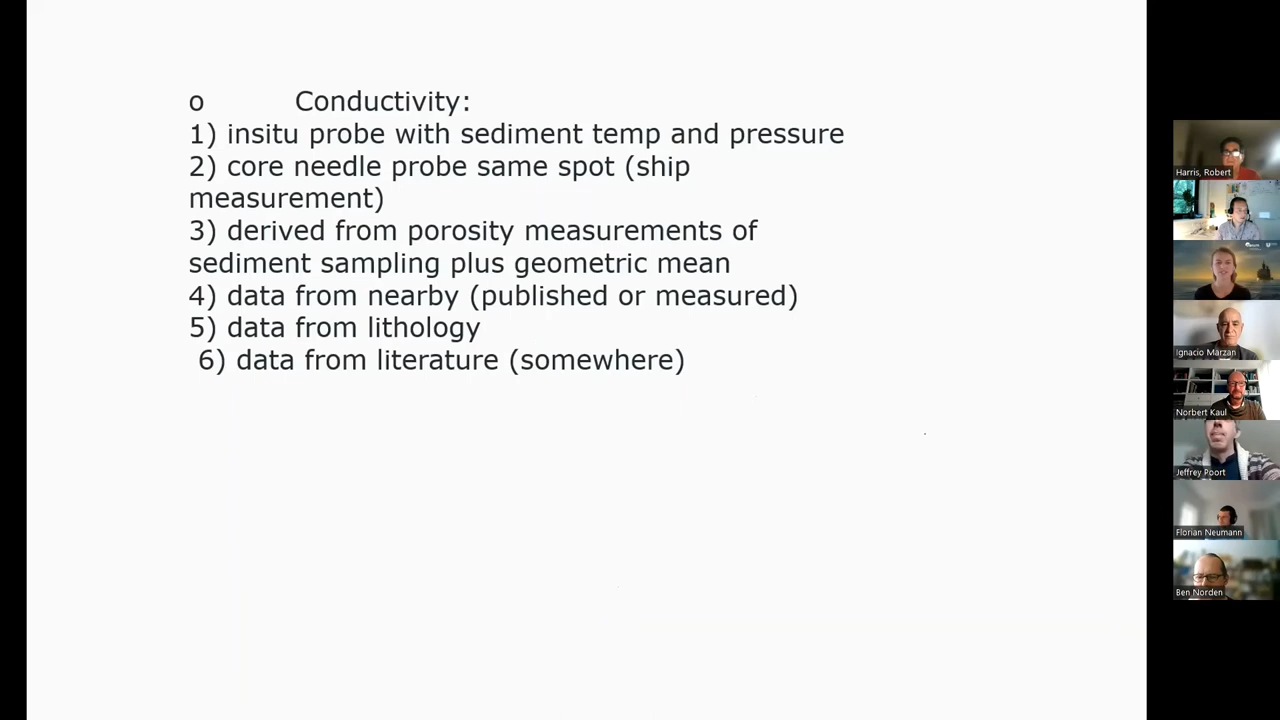 o Conductivity:
1) insitu probe with sediment temp and pressure
2) core needle probe same spot (ship
measurement)
3) derived from porosity measurements of
sediment sampling plus geometric mean
4) data from nearby (published or measured)
5) data from lithology
6) data from literature (somewhere)
Harris, Robert
Ignacio Marzan
Norbert Kaul
Jeffrey Poort
Florian Neumann
Ben Norden